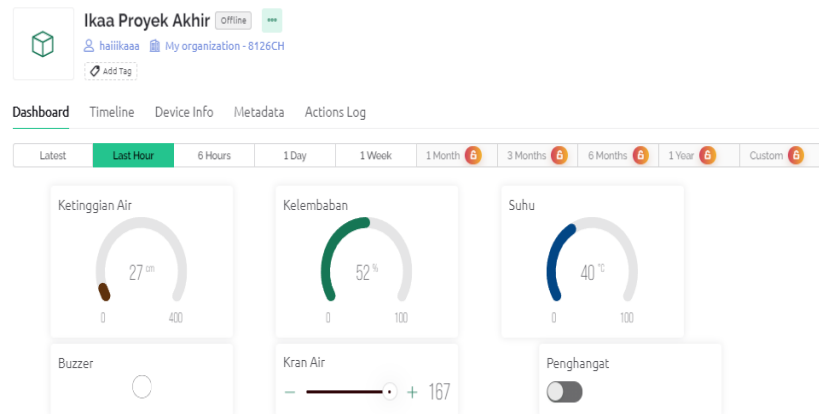 Ikaa Proyek Akhir Offline
haiiikaaa My organization - 8126CH
Add Tag
Dashboard Timeline Device Info Metadata Actions Log
Latest Last Hour 6 Hours 1 Day 1 Week 1 Month 3 Months 6 Months 1 Year Custom
Ketinggian Air Kelembaban Suhu
27 cm 52 % 40 °C
0 400 0 100 0 100
Buzzer Kran Air Penghangat
− + 167